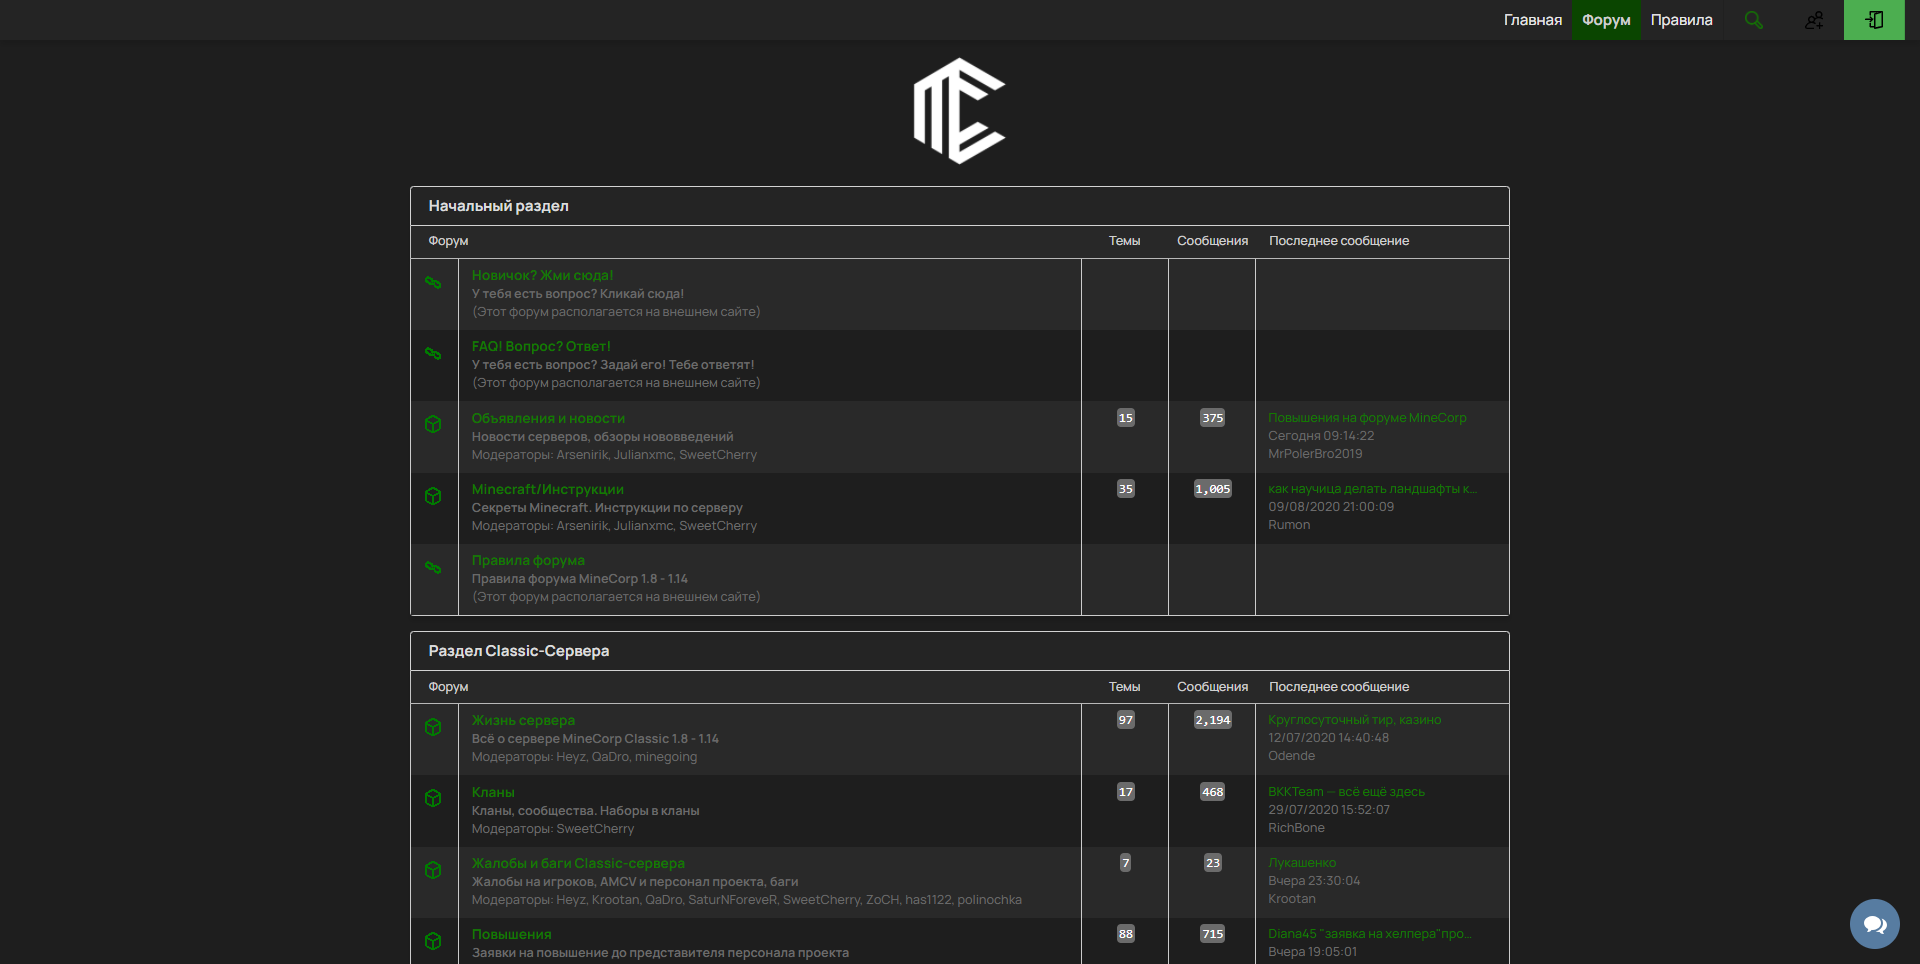 Главная Форум Правила
Начальный раздел
Форум Темы Сообщения Последнее сообщение
Новичок? Жми сюда!
У тебя есть вопрос? Кликай сюда!
(Этот форум располагается на внешнем сайте)
FAQ! Вопрос? Ответ!
У тебя есть вопрос? Задай его! Тебе ответят!
(Этот форум располагается на внешнем сайте)
Объявления и новости 15 375 Повышения на форуме MineCorp
Новости серверов, обзоры нововведений Сегодня 09:14:22
Модераторы: Arsenirik, Julianxmc, SweetCherry MrPolerBro2019
Minecraft/Инструкции 35 1,005 как научица делать ландшафты к...
Секреты Minecraft. Инструкции по серверу 09/08/2020 21:00:09
Модераторы: Arsenirik, Julianxmc, SweetCherry Rumon
Правила форума
Правила форума MineCorp 1.8 - 1.14
(Этот форум располагается на внешнем сайте)
Раздел Classic-Сервера
Форум Темы Сообщения Последнее сообщение
Жизнь сервера 97 2,194 Круглосуточный тир, казино
Всё о сервере MineCorp Classic 1.8 - 1.14 12/07/2020 14:40:48
Модераторы: Heyz, QaDro, minegoing Odende
Кланы 17 468 BKKTeam — всё ещё здесь
Кланы, сообщества. Наборы в кланы 29/07/2020 15:52:07
Модераторы: SweetCherry RichBone
Жалобы и баги Classic-сервера 7 23 Лукашенко
Жалобы на игроков, AMCV и персонал проекта, баги Вчера 23:30:04
Модераторы: Heyz, Krootan, QaDro, SaturNForeveR, SweetCherry, ZoCH, has1122, polinochka Krootan
Повышения 88 715 Diana45 "заявка на хелпера"про...
Заявки на повышение до представителя персонала проекта Вчера 19:05:01